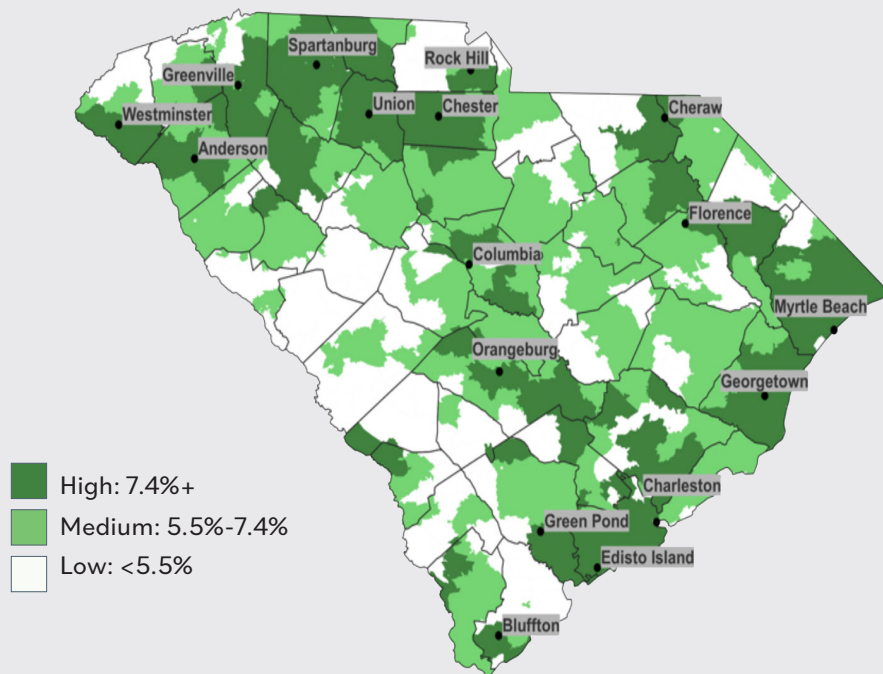 Spartanburg
Rock Hill
Greenville
Union
Chester
Cheraw
Westminster
Anderson
Florence
Columbia
Myrtle Beach
Orangeburg
Georgetown
High: 7.4%+
Charleston
Medium: 5.5%-7.4%
Green Pond
Low: <5.5%
Edisto Island
Bluffton